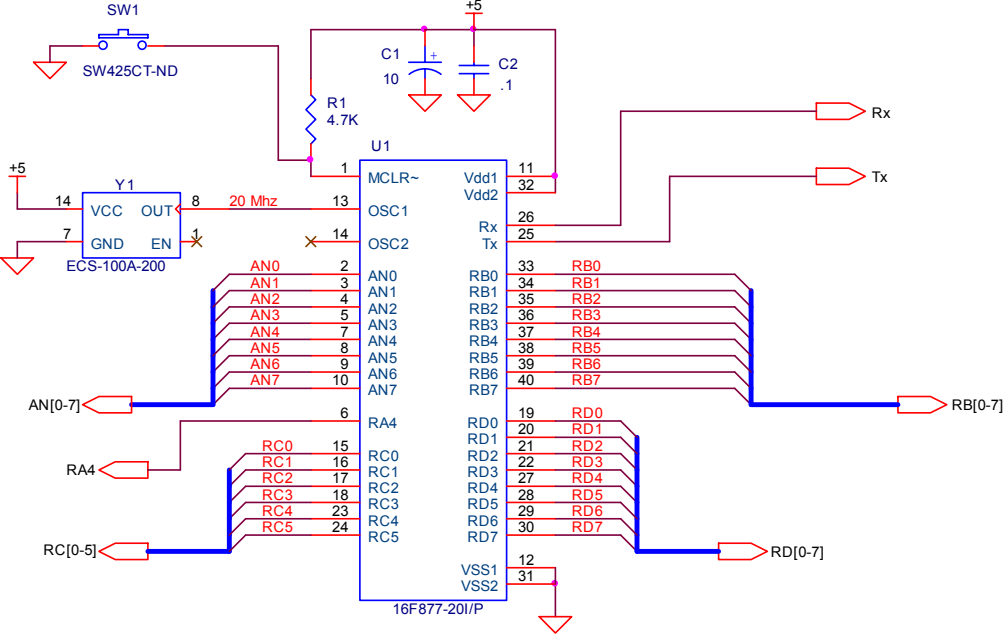 SW1
SW425CT-ND
+5
C1
+
10
C2
.1
R1
4.7K
Rx
Tx
+5
Y1
14 VCC OUT 8 20 Mhz
7 GND EN 1
ECS-100A-200
U1
1 MCLR~
13 OSC1
14 OSC2
AN0 2 AN0
AN1 3 AN1
AN2 4 AN2
AN3 5 AN3
AN4 7 AN4
AN5 8 AN5
AN6 9 AN6
AN7 10 AN7
AN[0-7]
6 RA4
RA4
RC0 15 RC0
RC1 16 RC1
RC2 17 RC2
RC3 18 RC3
RC4 23 RC4
RC5 24 RC5
RC[0-5]
Vdd1 11
Vdd2 32
Rx 26
Tx 25
RB0 33 RB0
RB1 34 RB1
RB2 35 RB2
RB3 36 RB3
RB4 37 RB4
RB5 38 RB5
RB6 39 RB6
RB7 40 RB7
RB[0-7]
RD0 19 RD0
RD1 20 RD1
RD2 21 RD2
RD3 22 RD3
RD4 27 RD4
RD5 28 RD5
RD6 29 RD6
RD7 30 RD7
RD[0-7]
VSS1 12
VSS2 31
16F877-20I/P